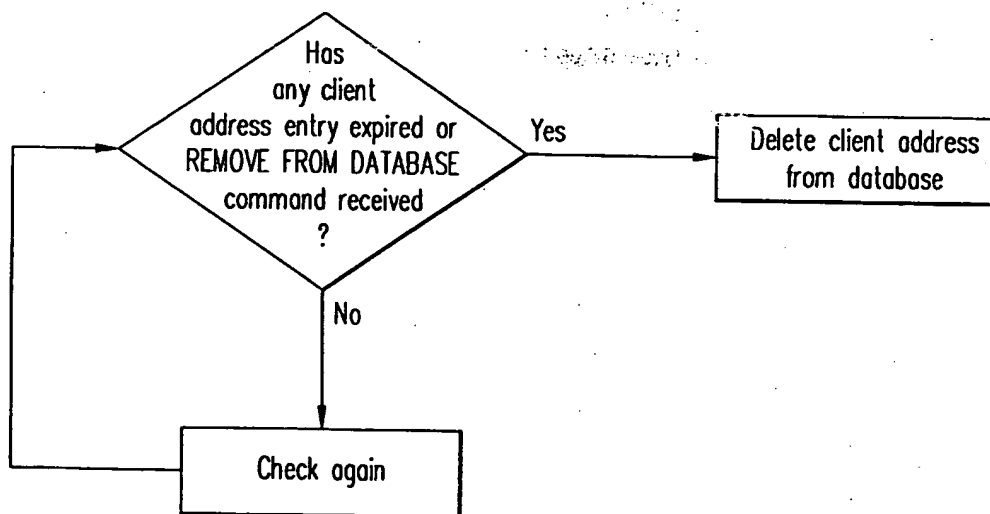 Has
any client
address entry expired or
REMOVE FROM DATABASE
command received
?
Yes
Delete client address
from database
No
Check again